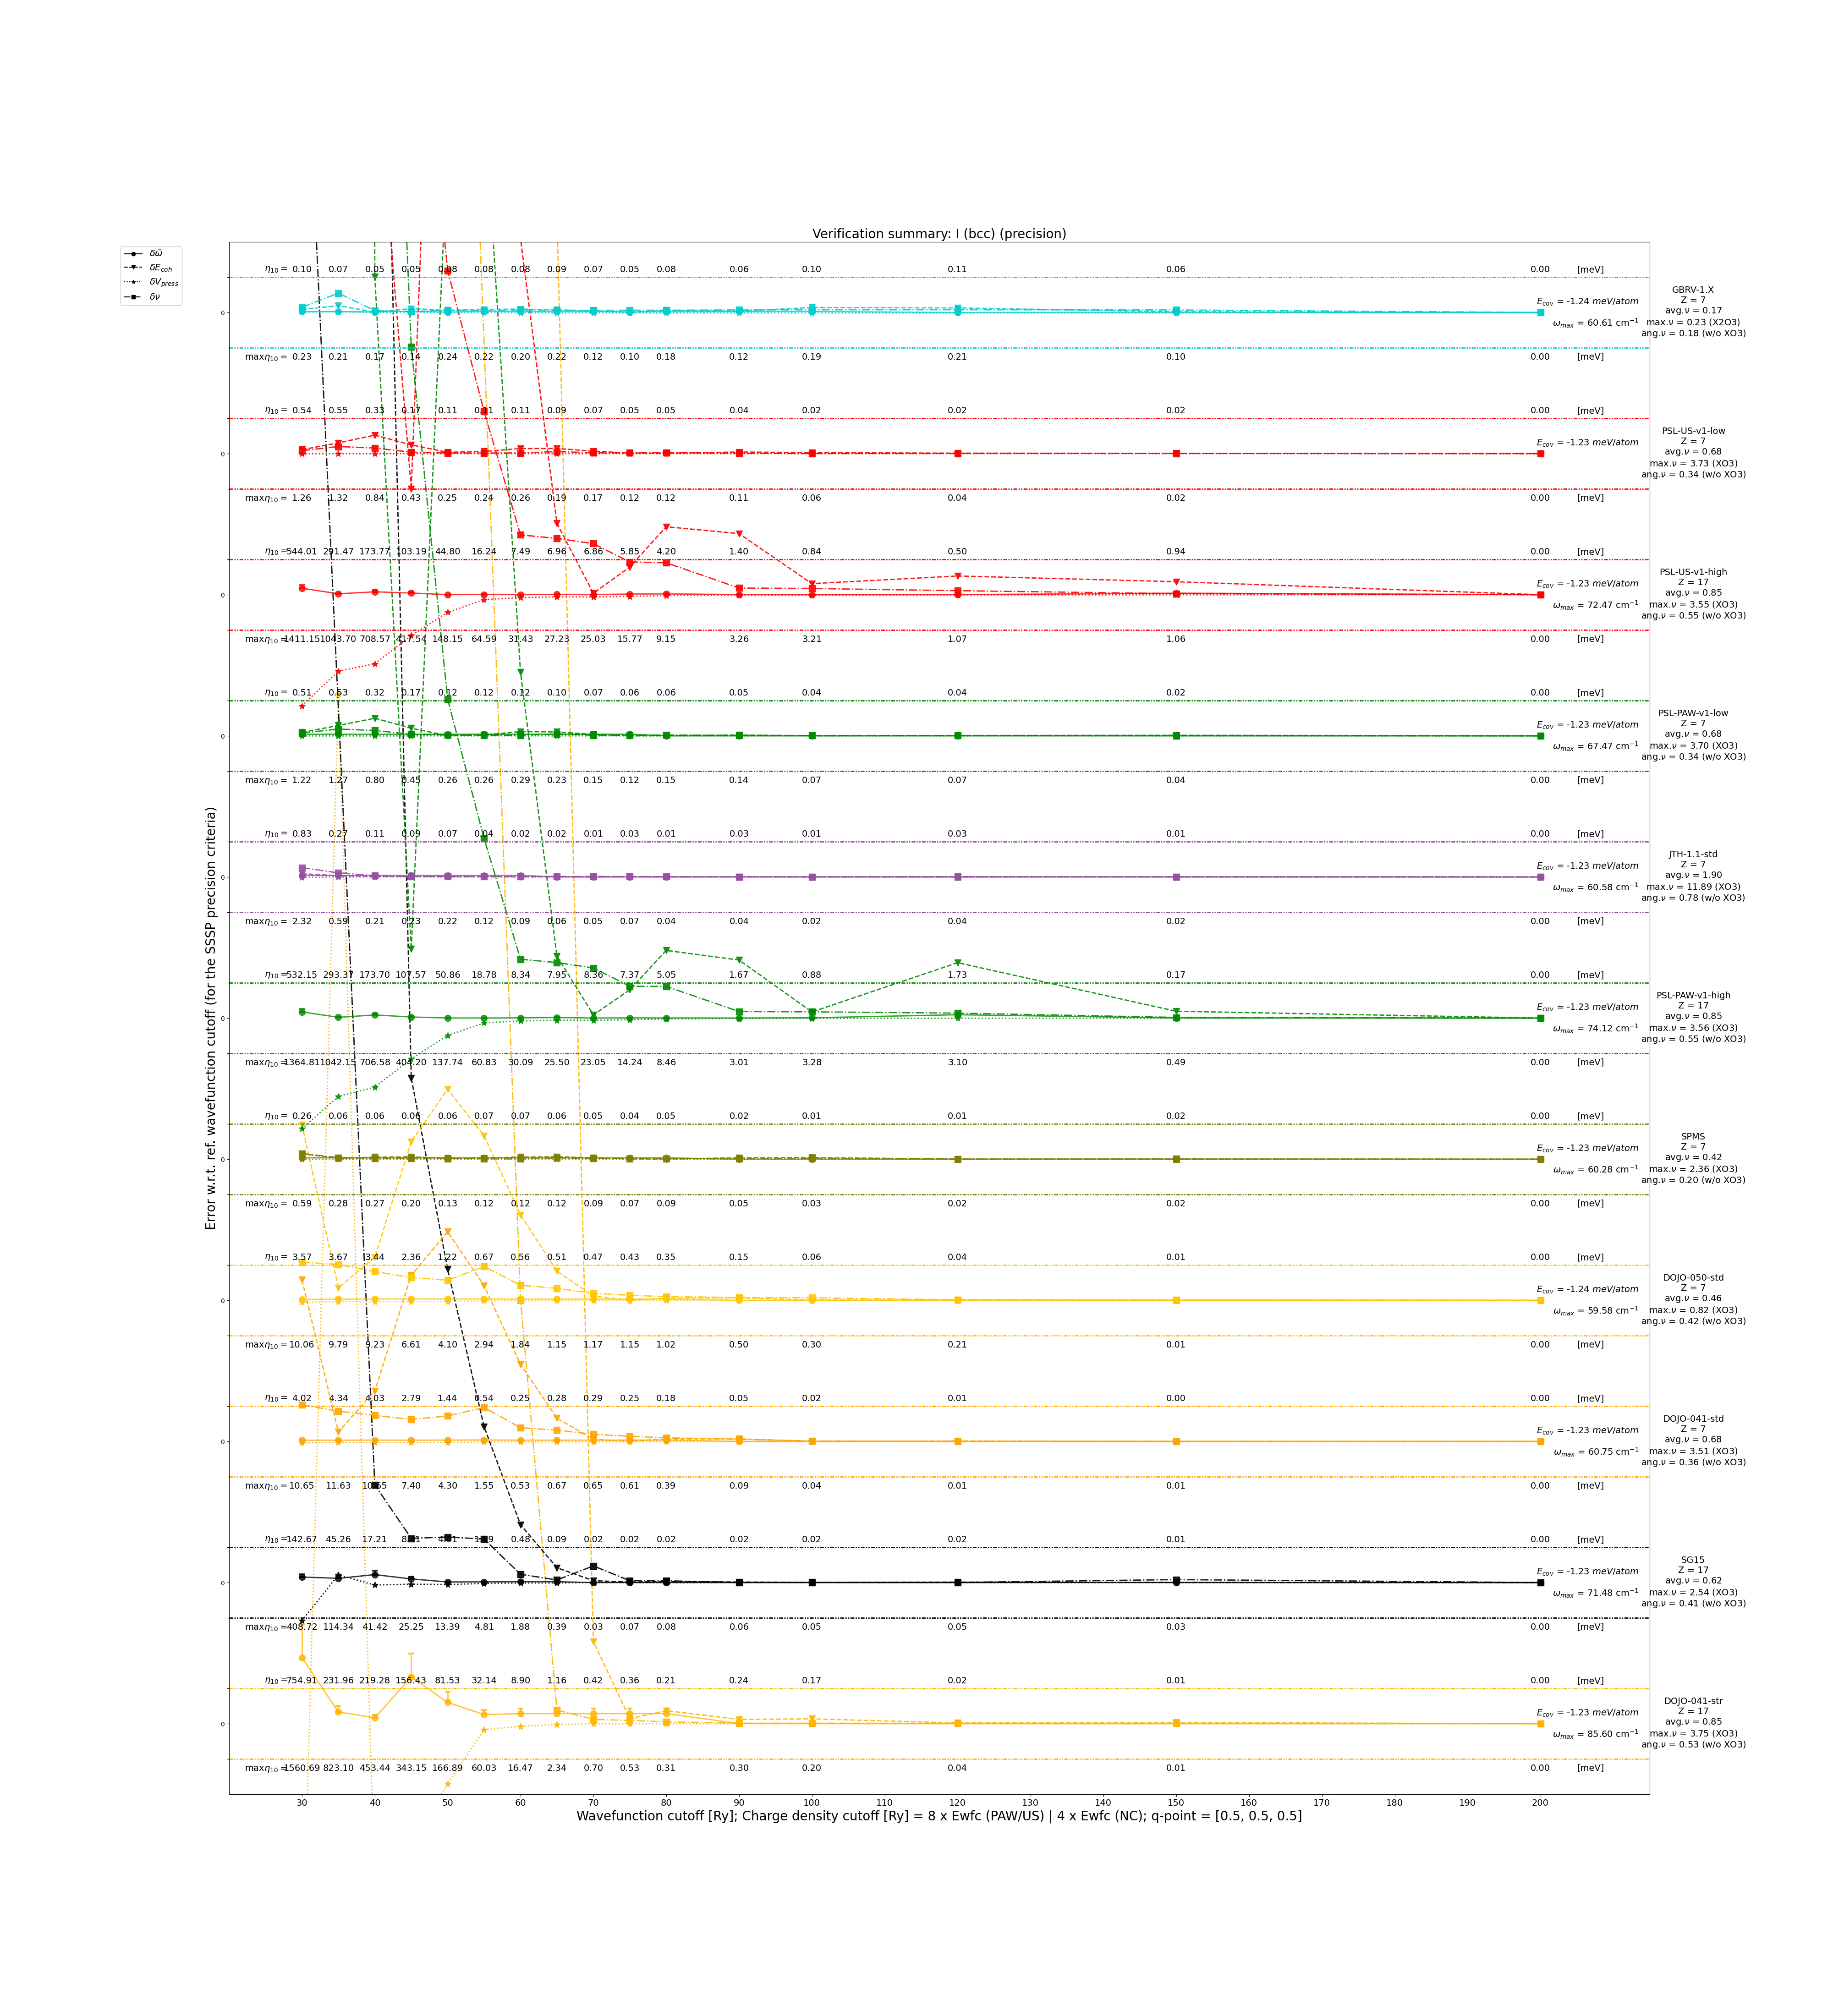 Verification summary: I (bcc) (precision)
δω̄
δE_coh
δV_press
δν
η₁₀ = 0.10 0.07 0.05 0.05 0.08 0.08 0.08 0.09 0.07 0.05 0.08 0.06 0.10 0.11 0.06 0.00 [meV]
0
E_cov = -1.24 meV/atom
ω_max = 60.61 cm⁻¹
GBRV-1.X
Z = 7
avg.ν = 0.17
max.ν = 0.23 (X2O3)
ang.ν = 0.18 (w/o XO3)
maxη₁₀ = 0.23 0.21 0.17 0.14 0.24 0.22 0.20 0.22 0.12 0.10 0.18 0.12 0.19 0.21 0.10 0.00 [meV]
η₁₀ = 0.54 0.55 0.33 0.17 0.11 0.11 0.11 0.09 0.07 0.05 0.05 0.04 0.02 0.02 0.02 0.00 [meV]
0
E_cov = -1.23 meV/atom
PSL-US-v1-low
Z = 7
avg.ν = 0.68
max.ν = 3.73 (XO3)
ang.ν = 0.34 (w/o XO3)
maxη₁₀ = 1.26 1.32 0.84 0.43 0.25 0.24 0.26 0.19 0.17 0.12 0.12 0.11 0.06 0.04 0.02 0.00 [meV]
η₁₀ = 544.01 291.47 173.77 103.19 44.80 16.24 7.49 6.96 6.86 5.85 4.20 1.40 0.84 0.50 0.94 0.00 [meV]
0
E_cov = -1.23 meV/atom
ω_max = 72.47 cm⁻¹
PSL-US-v1-high
Z = 17
avg.ν = 0.85
max.ν = 3.55 (XO3)
ang.ν = 0.55 (w/o XO3)
maxη₁₀ = 1411.15 1043.70 708.57 417.54 148.15 64.59 31.43 27.23 25.03 15.77 9.15 3.26 3.21 1.07 1.06 0.00 [meV]
η₁₀ = 0.51 0.53 0.32 0.17 0.12 0.12 0.12 0.10 0.07 0.06 0.06 0.05 0.04 0.04 0.02 0.00 [meV]
0
E_cov = -1.23 meV/atom
ω_max = 67.47 cm⁻¹
PSL-PAW-v1-low
Z = 7
avg.ν = 0.68
max.ν = 3.70 (XO3)
ang.ν = 0.34 (w/o XO3)
maxη₁₀ = 1.22 1.27 0.80 0.45 0.26 0.26 0.29 0.23 0.15 0.12 0.15 0.14 0.07 0.07 0.04 0.00 [meV]
η₁₀ = 0.83 0.27 0.11 0.09 0.07 0.04 0.02 0.02 0.01 0.03 0.01 0.03 0.01 0.03 0.01 0.00 [meV]
0
E_cov = -1.23 meV/atom
ω_max = 60.58 cm⁻¹
JTH-1.1-std
Z = 7
avg.ν = 1.90
max.ν = 11.89 (XO3)
ang.ν = 0.78 (w/o XO3)
maxη₁₀ = 2.32 0.59 0.21 0.23 0.22 0.12 0.09 0.06 0.05 0.07 0.04 0.04 0.02 0.04 0.02 0.00 [meV]
η₁₀ = 532.15 293.37 173.70 107.57 50.86 18.78 8.34 7.95 8.36 7.37 5.05 1.67 0.88 1.73 0.17 0.00 [meV]
0
E_cov = -1.23 meV/atom
ω_max = 74.12 cm⁻¹
PSL-PAW-v1-high
Z = 17
avg.ν = 0.85
max.ν = 3.56 (XO3)
ang.ν = 0.55 (w/o XO3)
maxη₁₀ = 1364.81 1042.15 706.58 404.20 137.74 60.83 30.09 25.50 23.05 14.24 8.46 3.01 3.28 3.10 0.49 0.00 [meV]
η₁₀ = 0.26 0.06 0.06 0.06 0.06 0.07 0.07 0.06 0.05 0.04 0.05 0.02 0.01 0.01 0.02 0.00 [meV]
0
E_cov = -1.23 meV/atom
ω_max = 60.28 cm⁻¹
SPMS
Z = 7
avg.ν = 0.42
max.ν = 2.36 (XO3)
ang.ν = 0.20 (w/o XO3)
maxη₁₀ = 0.59 0.28 0.27 0.20 0.13 0.12 0.12 0.12 0.09 0.07 0.09 0.05 0.03 0.02 0.02 0.00 [meV]
η₁₀ = 3.57 3.67 3.44 2.36 1.22 0.67 0.56 0.51 0.47 0.43 0.35 0.15 0.06 0.04 0.01 0.00 [meV]
0
E_cov = -1.24 meV/atom
ω_max = 59.58 cm⁻¹
DOJO-050-std
Z = 7
avg.ν = 0.46
max.ν = 0.82 (XO3)
ang.ν = 0.42 (w/o XO3)
maxη₁₀ = 10.06 9.79 9.23 6.61 4.10 2.94 1.84 1.15 1.17 1.15 1.02 0.50 0.30 0.21 0.01 0.00 [meV]
η₁₀ = 4.02 4.34 4.03 2.79 1.44 0.54 0.25 0.28 0.29 0.25 0.18 0.05 0.02 0.01 0.00 0.00 [meV]
0
E_cov = -1.23 meV/atom
ω_max = 60.75 cm⁻¹
DOJO-041-std
Z = 7
avg.ν = 0.68
max.ν = 3.51 (XO3)
ang.ν = 0.36 (w/o XO3)
maxη₁₀ = 10.65 11.63 7.40 4.30 1.55 0.53 0.67 0.65 0.61 0.39 0.09 0.04 0.01 0.01 0.00 [meV]
η₁₀ = 142.67 45.26 17.21 0.48 0.09 0.02 0.02 0.02 0.02 0.02 0.02 0.01 0.00 [meV]
0
E_cov = -1.23 meV/atom
ω_max = 71.48 cm⁻¹
SG15
Z = 17
avg.ν = 0.62
max.ν = 2.54 (XO3)
ang.ν = 0.41 (w/o XO3)
maxη₁₀ = 408.72 114.34 41.42 25.25 13.39 4.81 1.88 0.39 0.03 0.07 0.08 0.06 0.05 0.05 0.03 0.00 [meV]
η₁₀ = 754.91 231.96 219.28 156.43 81.53 32.14 8.90 1.16 0.42 0.36 0.21 0.24 0.17 0.02 0.01 0.00 [meV]
0
E_cov = -1.23 meV/atom
ω_max = 85.60 cm⁻¹
DOJO-041-str
Z = 17
avg.ν = 0.85
max.ν = 3.75 (XO3)
ang.ν = 0.53 (w/o XO3)
maxη₁₀ = 1560.69 823.10 453.44 343.15 166.89 60.03 16.47 2.34 0.70 0.53 0.31 0.30 0.20 0.04 0.01 0.00 [meV]
30 40 50 60 70 80 90 100 110 120 130 140 150 160 170 180 190 200
Wavefunction cutoff [Ry]; Charge density cutoff [Ry] = 8 x Ewfc (PAW/US) | 4 x Ewfc (NC); q-point = [0.5, 0.5, 0.5]
Error w.r.t. ref. wavefunction cutoff (for the SSSP precision criteria)